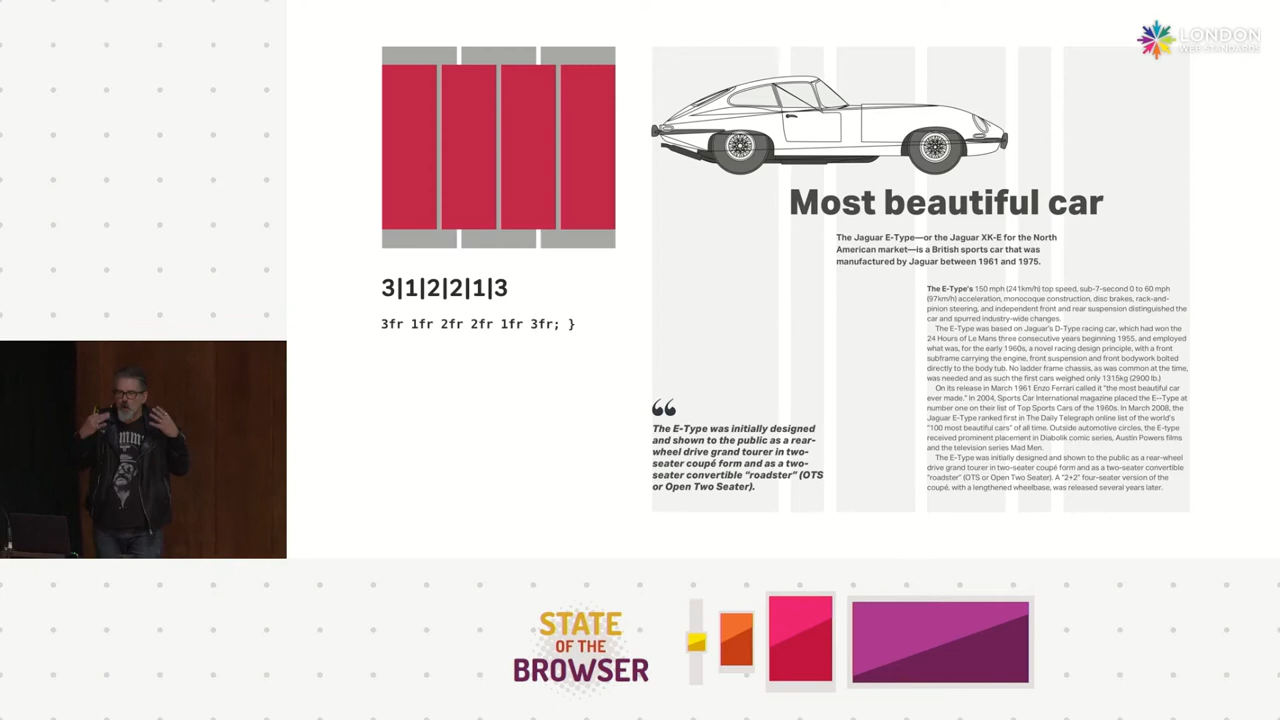 LONDON
WEB STANDARDS
3|1|2|2|1|3
3fr 1fr 2fr 2fr 1fr 3fr; }
Most beautiful car
The Jaguar E-Type—or the Jaguar XK-E for the North
American market—is a British sports car that was
manufactured by Jaguar between 1961 and 1975.
The E-Type's 150 mph (241km/h) top speed, sub-7-second 0 to 60 mph
(97km/h) acceleration, monocoque construction, disc brakes, rack-and-
pinion steering, and independent front and rear suspension distinguished the
car and spurred industry-wide changes.
The E-Type was based on Jaguar's D-Type racing car, which had won the
24 Hours of Le Mans three consecutive years beginning 1955, and employed
what was, for the early 1960s, a novel racing design principle, with a front
subframe carrying the engine, front suspension and front bodywork bolted
directly to the body tub. No ladder frame chassis, as was common at the time,
was needed and as such the first cars weighed only 1315kg (2900 lb.)
On its release in March 1961 Enzo Ferrari called it "the most beautiful car
ever made." In 2004, Sports Car International magazine placed the E--Type at
number one on their list of Top Sports Cars of the 1960s. In March 2008, the
Jaguar E-Type ranked first in The Daily Telegraph online list of the world's
"100 most beautiful cars" of all time. Outside automotive circles, the E-type
received prominent placement in Diabolik comic series, Austin Powers films
and the television series Mad Men.
The E-Type was initially designed and shown to the public as a rear-wheel
drive grand tourer in two-seater coupé form and as a two-seater convertible
"roadster" (OTS or Open Two Seater). A "2+2" four-seater version of the
coupé, with a lengthened wheelbase, was released several years later.
“
The E-Type was initially designed
and shown to the public as a rear-
wheel drive grand tourer in two-
seater coupé form and as a two-
seater convertible "roadster" (OTS
or Open Two Seater).
STATE
OF THE
BROWSER